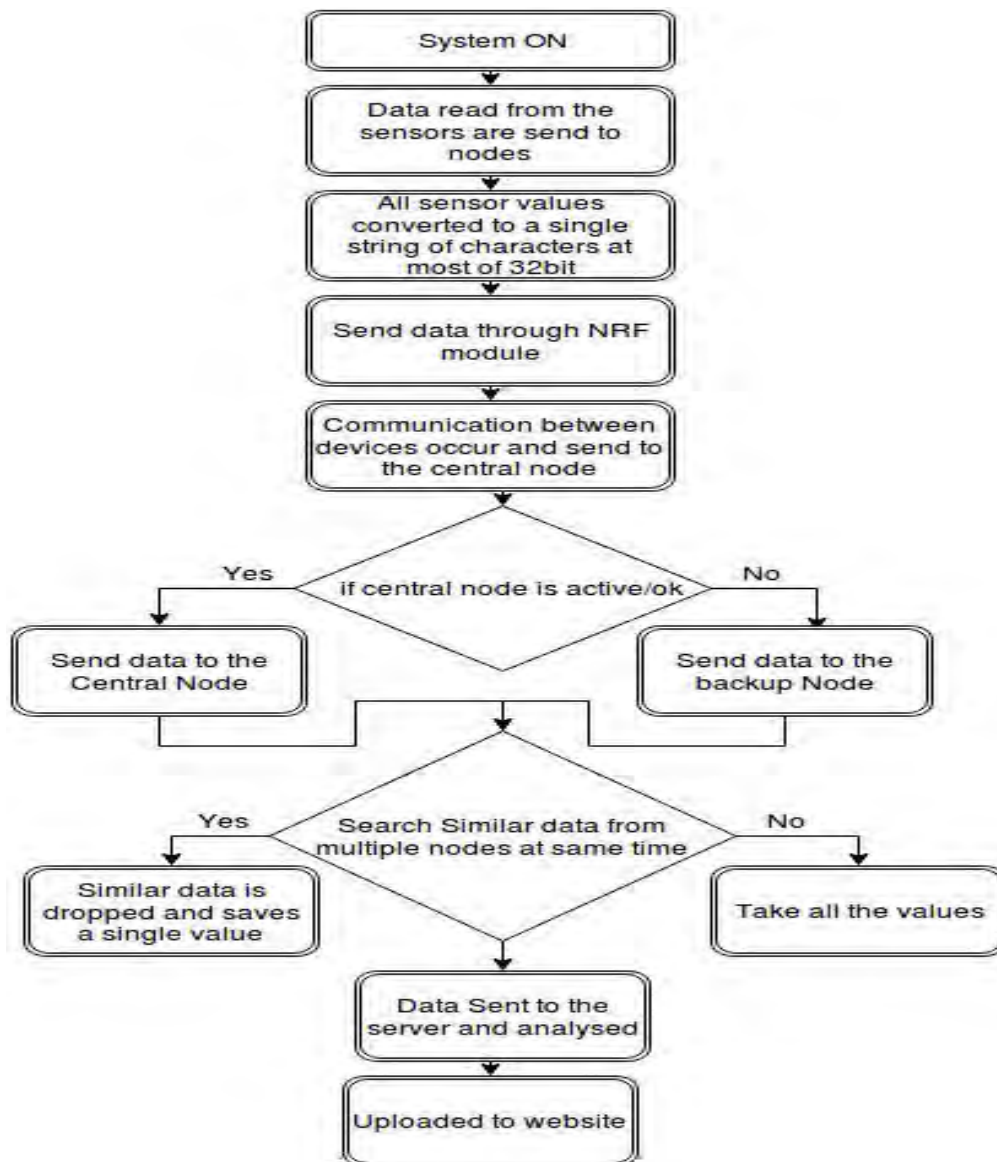 System ON
Data read from the
sensors are send to
nodes
All sensor values
converted to a single
string of characters at
most of 32bit
Send data through NRF
module
Communication between
devices occur and send to
the central node
if central node is active/ok
Yes
No
Send data to the
Central Node
Send data to the
backup Node
Search Similar data from
multiple nodes at same time
Yes
No
Similar data is
dropped and saves
a single value
Take all the values
Data Sent to the
server and analysed
Uploaded to website